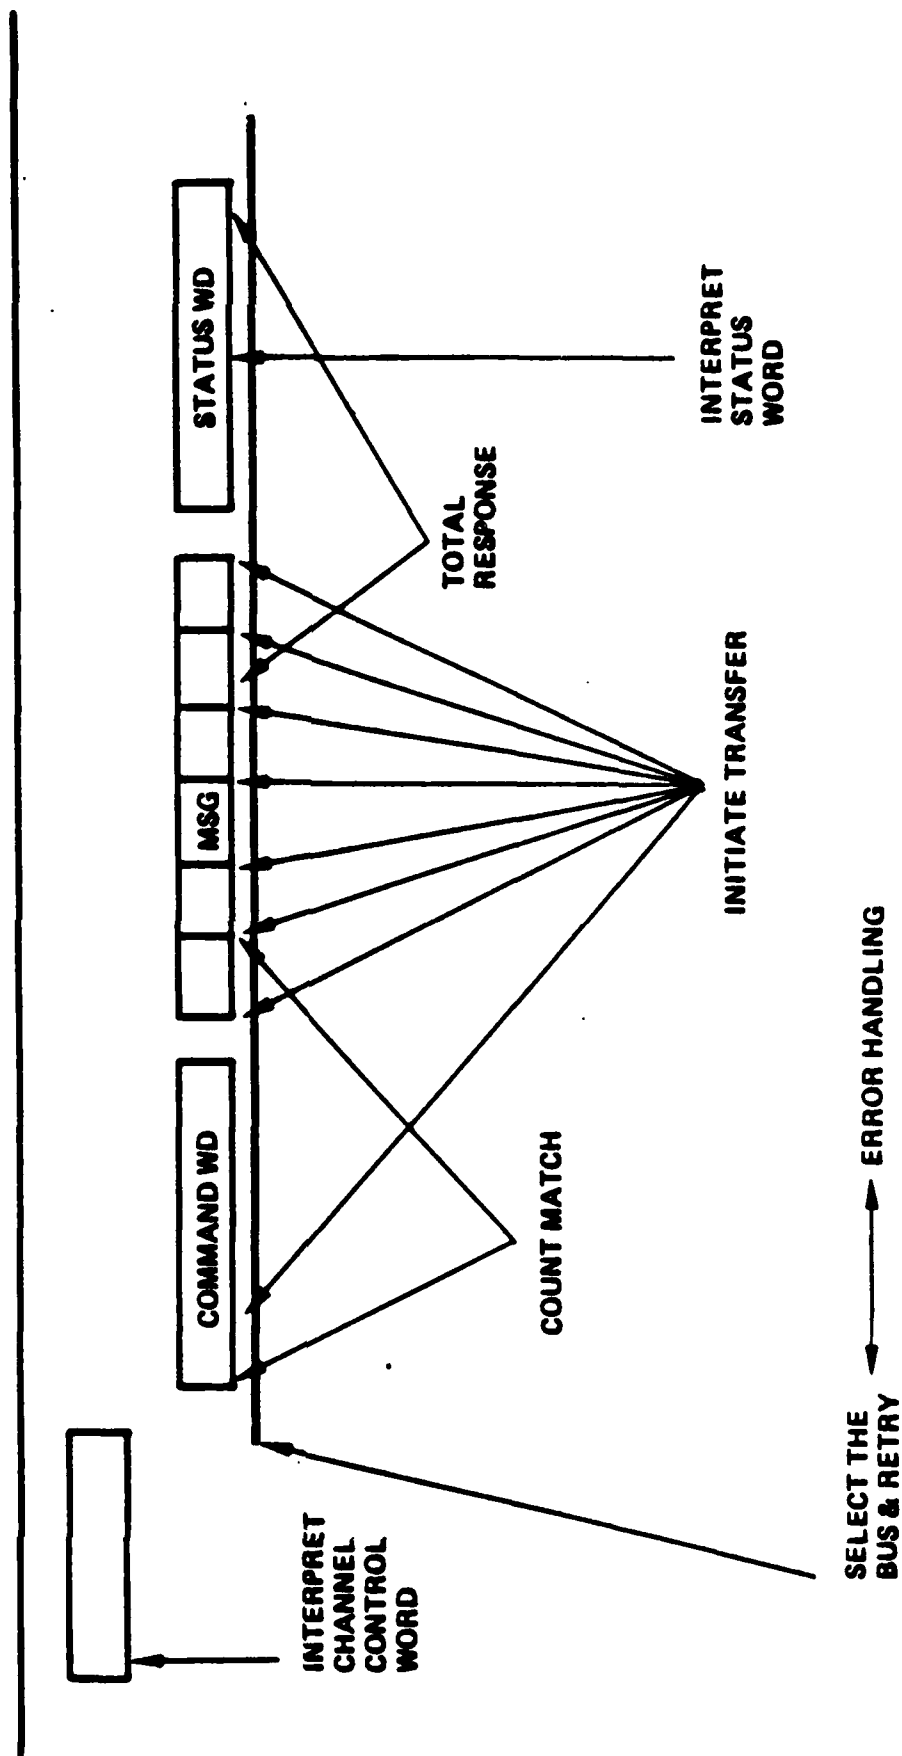 COMMAND WD
MSG
STATUS WD
INTERPRET
CHANNEL
CONTROL
WORD
COUNT MATCH
TOTAL
RESPONSE
INTERPRET
STATUS
WORD
INITIATE TRANSFER
SELECT THE
BUS & RETRY
ERROR HANDLING